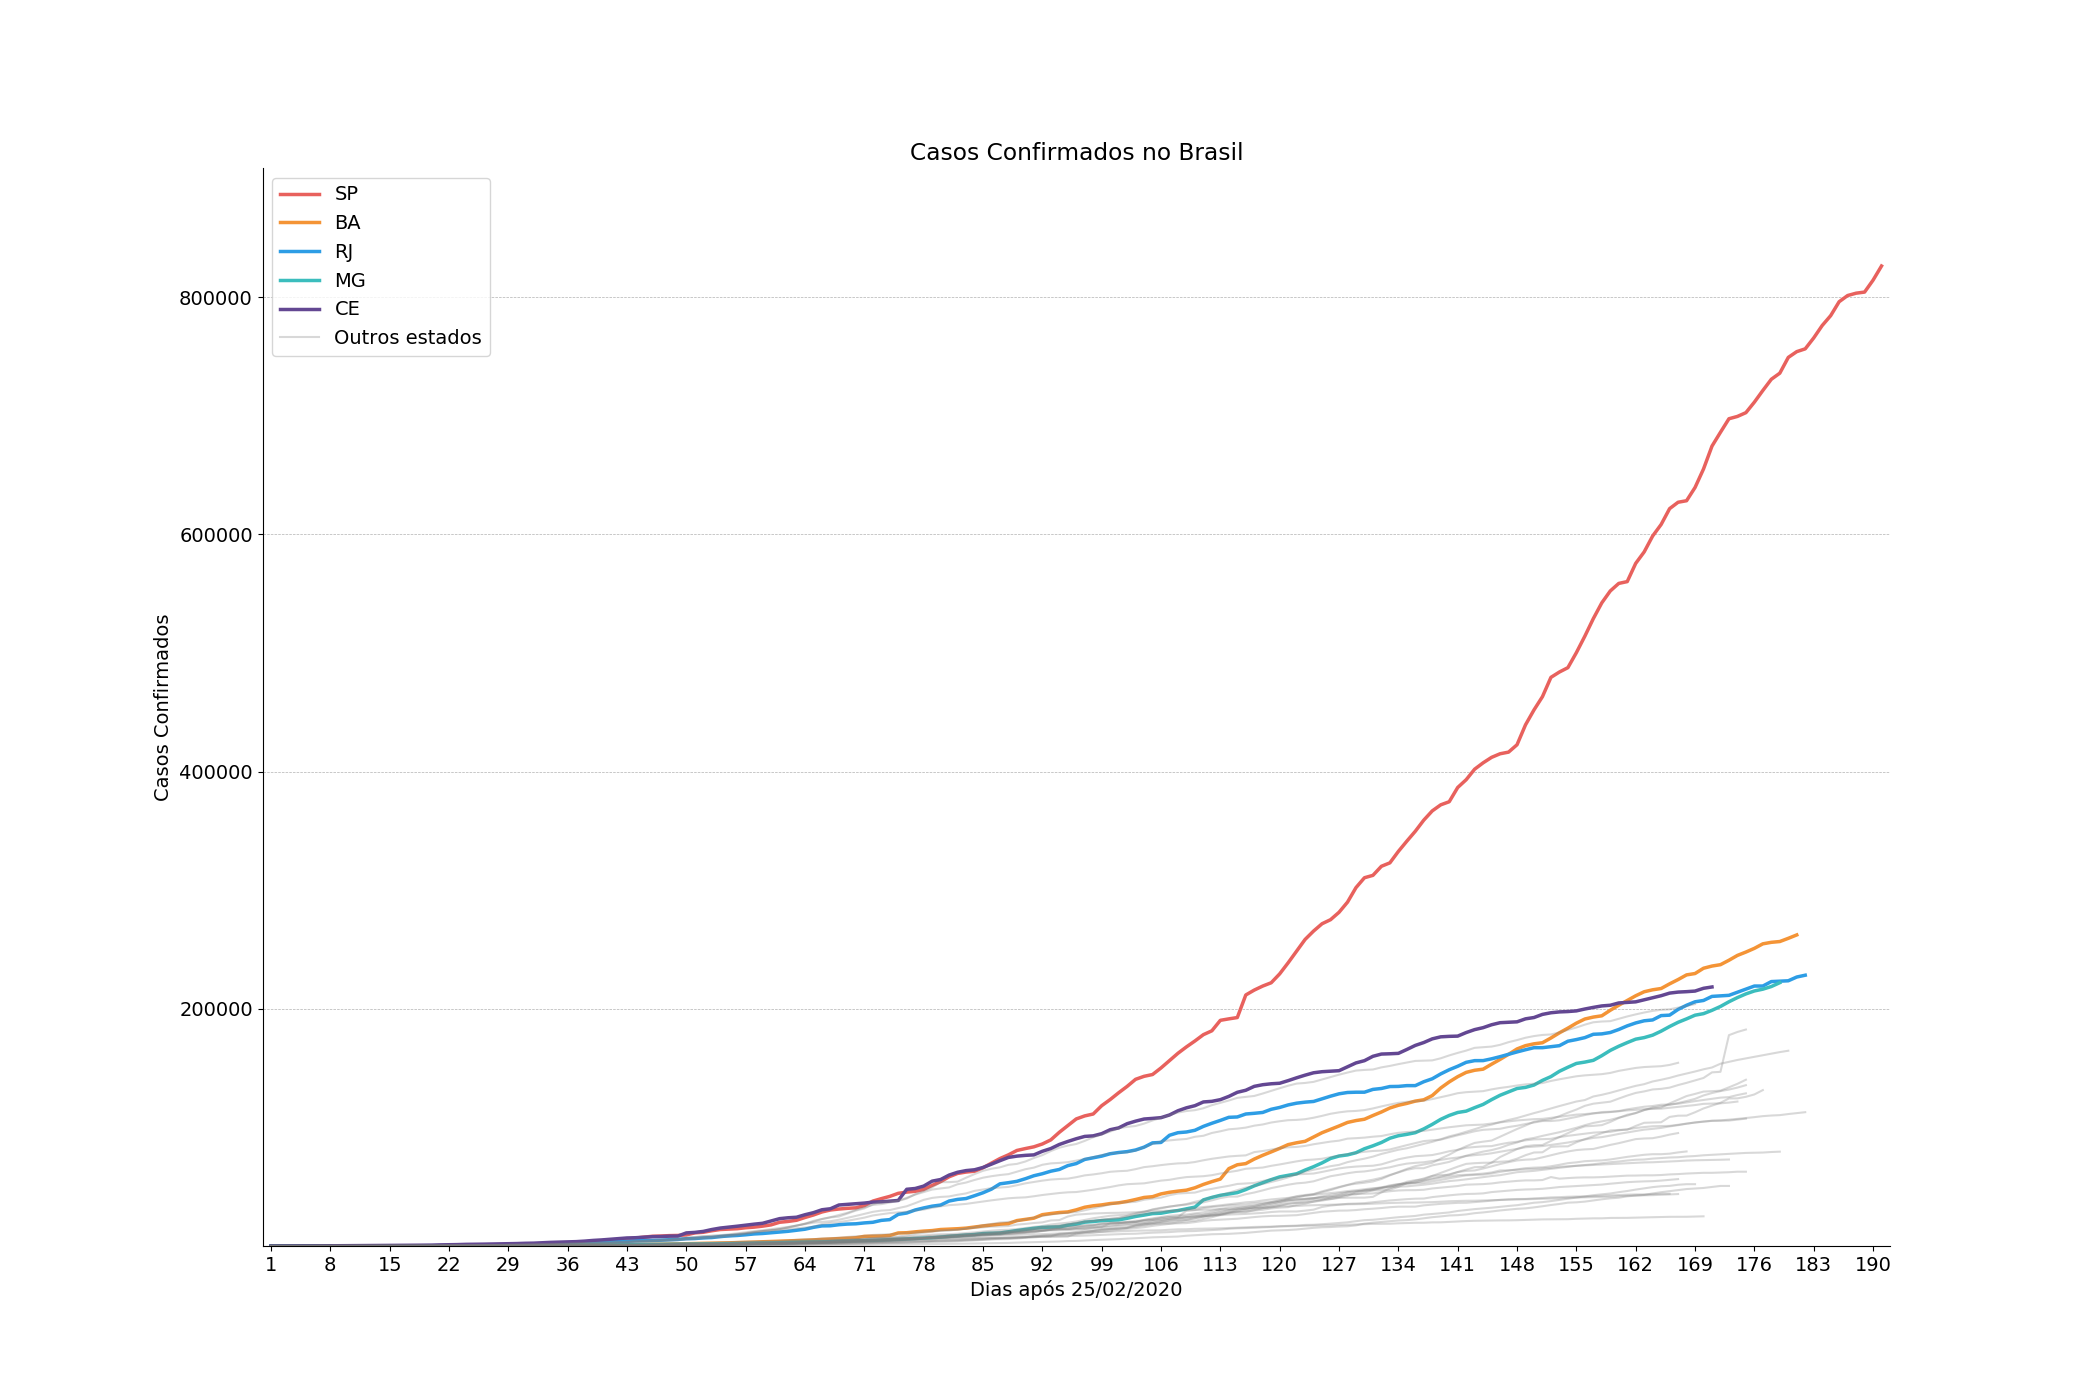 Casos Confirmados no Brasil
SP
BA
RJ
MG
CE
Outros estados
800000
600000
400000
200000
Casos Confirmados
1 8 15 22 29 36 43 50 57 64 71 78 85 92 99 106 113 120 127 134 141 148 155 162 169 176 183 190
Dias após 25/02/2020